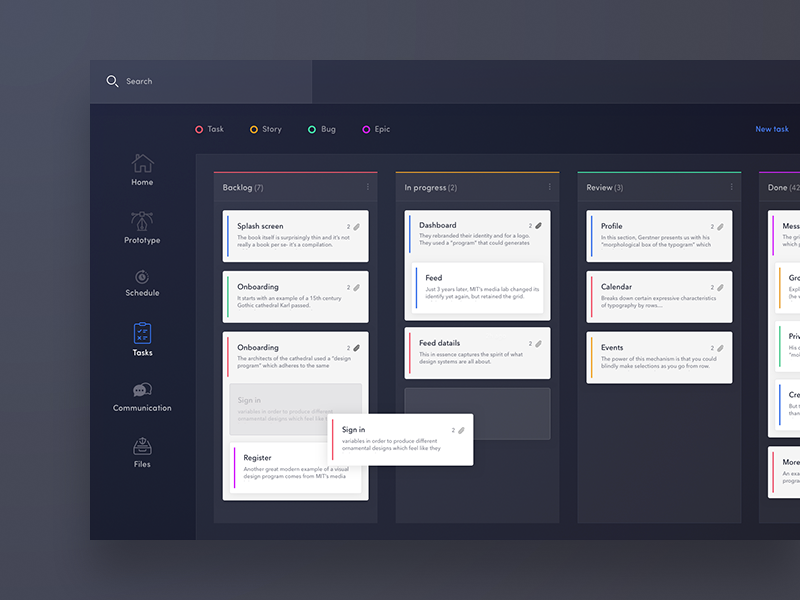 Search
Task
Story
Bug
Epic
New task
Home
Prototype
Schedule
Tasks
Communication
Files
Backlog (7)
Splash screen
2
The book itself is surprisingly thin and it's not
really a book per se- it's a compilation.
Onboarding
2
It starts with an example of a 15th century
Gothic cathedral Karl passed.
Onboarding
2
The architects of the cathedral used a "design
program" which adheres to the same
Sign in
variables in order to produce different
ornamental designs which feel like
Sign in
2
variables in order to produce different
ornamental designs which feel like they
Register
Another great modern example of a visual
design program comes from MIT's media
In progress (2)
Dashboard
2
They rebranded their identity and for a logo.
They used a "program" that could generates
Feed
Just 3 years later, MIT's media lab changed its
identify yet again, but retained the grid.
Feed datails
2
This in essence captures the spirit of what
design systems are all about.
Review (3)
Profile
2
In this section, Gerstner presents us with his
"morphological box of the typogram" which
Calendar
2
Breaks down certain expressive characteristics
of typography to rows....
Events
2
The power of this mechanism is that you could
blindly make selections as you go from row.
Done (42
Mess
The gri
which p
Gro
Expl
(he v
Priv
His c
"mol
Cre
But t
than
More
An exa
progra